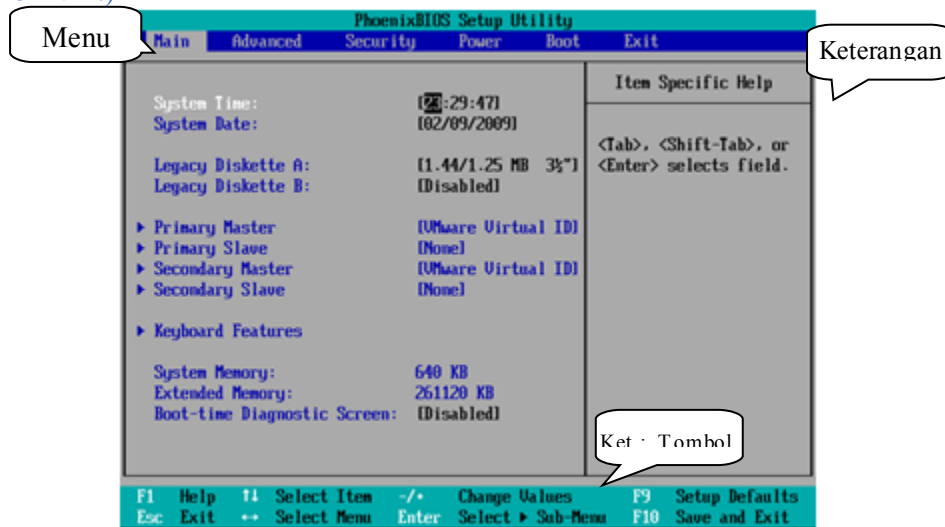 PhoenixBIOS Setup Utility
Menu
Main Advanced Security Power Boot Exit
Keterangan
Item Specific Help
System Time: [23:29:47]
System Date: [02/09/2009]
<Tab>, <Shift-Tab>, or
<Enter> selects field.
Legacy Diskette A: [1.44/1.25 MB 3½"]
Legacy Diskette B: [Disabled]
▸ Primary Master [VMware Virtual ID]
▸ Primary Slave [None]
▸ Secondary Master [VMware Virtual ID]
▸ Secondary Slave [None]
▸ Keyboard Features
System Memory: 640 KB
Extended Memory: 261120 KB
Boot-time Diagnostic Screen: [Disabled]
Ket : Tombol
F1 Help ↑↓ Select Item -/+ Change Values F9 Setup Defaults
Esc Exit ↔ Select Menu Enter Select ▸ Sub-Menu F10 Save and Exit